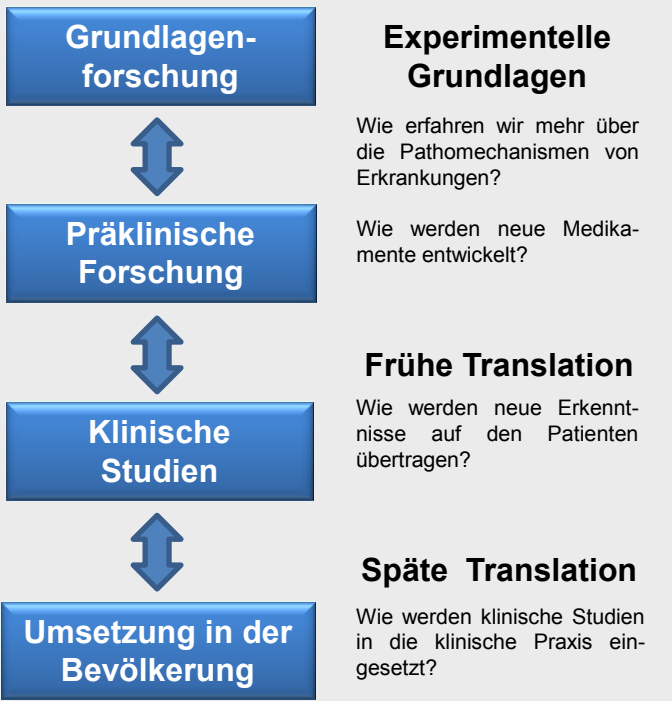 Grundlagen-
forschung
Experimentelle
Grundlagen
Wie erfahren wir mehr über
die Pathomechanismen von
Erkrankungen?
Präklinische
Forschung
Wie werden neue Medika-
mente entwickelt?
Frühe Translation
Klinische
Studien
Wie werden neue Erkennt-
nisse auf den Patienten
übertragen?
Späte Translation
Umsetzung in der
Bevölkerung
Wie werden klinische Studien
in die klinische Praxis ein-
gesetzt?